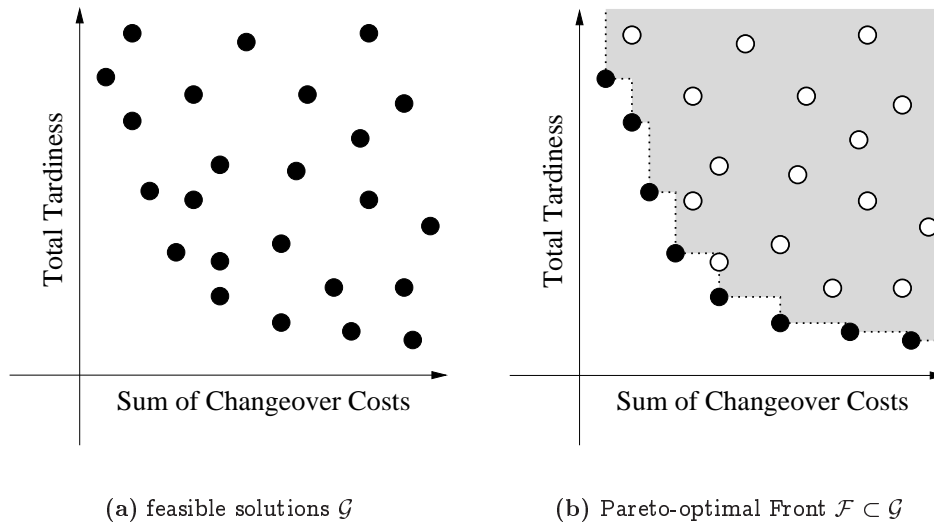 Total Tardiness
Sum of Changeover Costs
(a) feasible solutions 𝒢
Total Tardiness
Sum of Changeover Costs
(b) Pareto-optimal Front ℱ ⊂ 𝒢